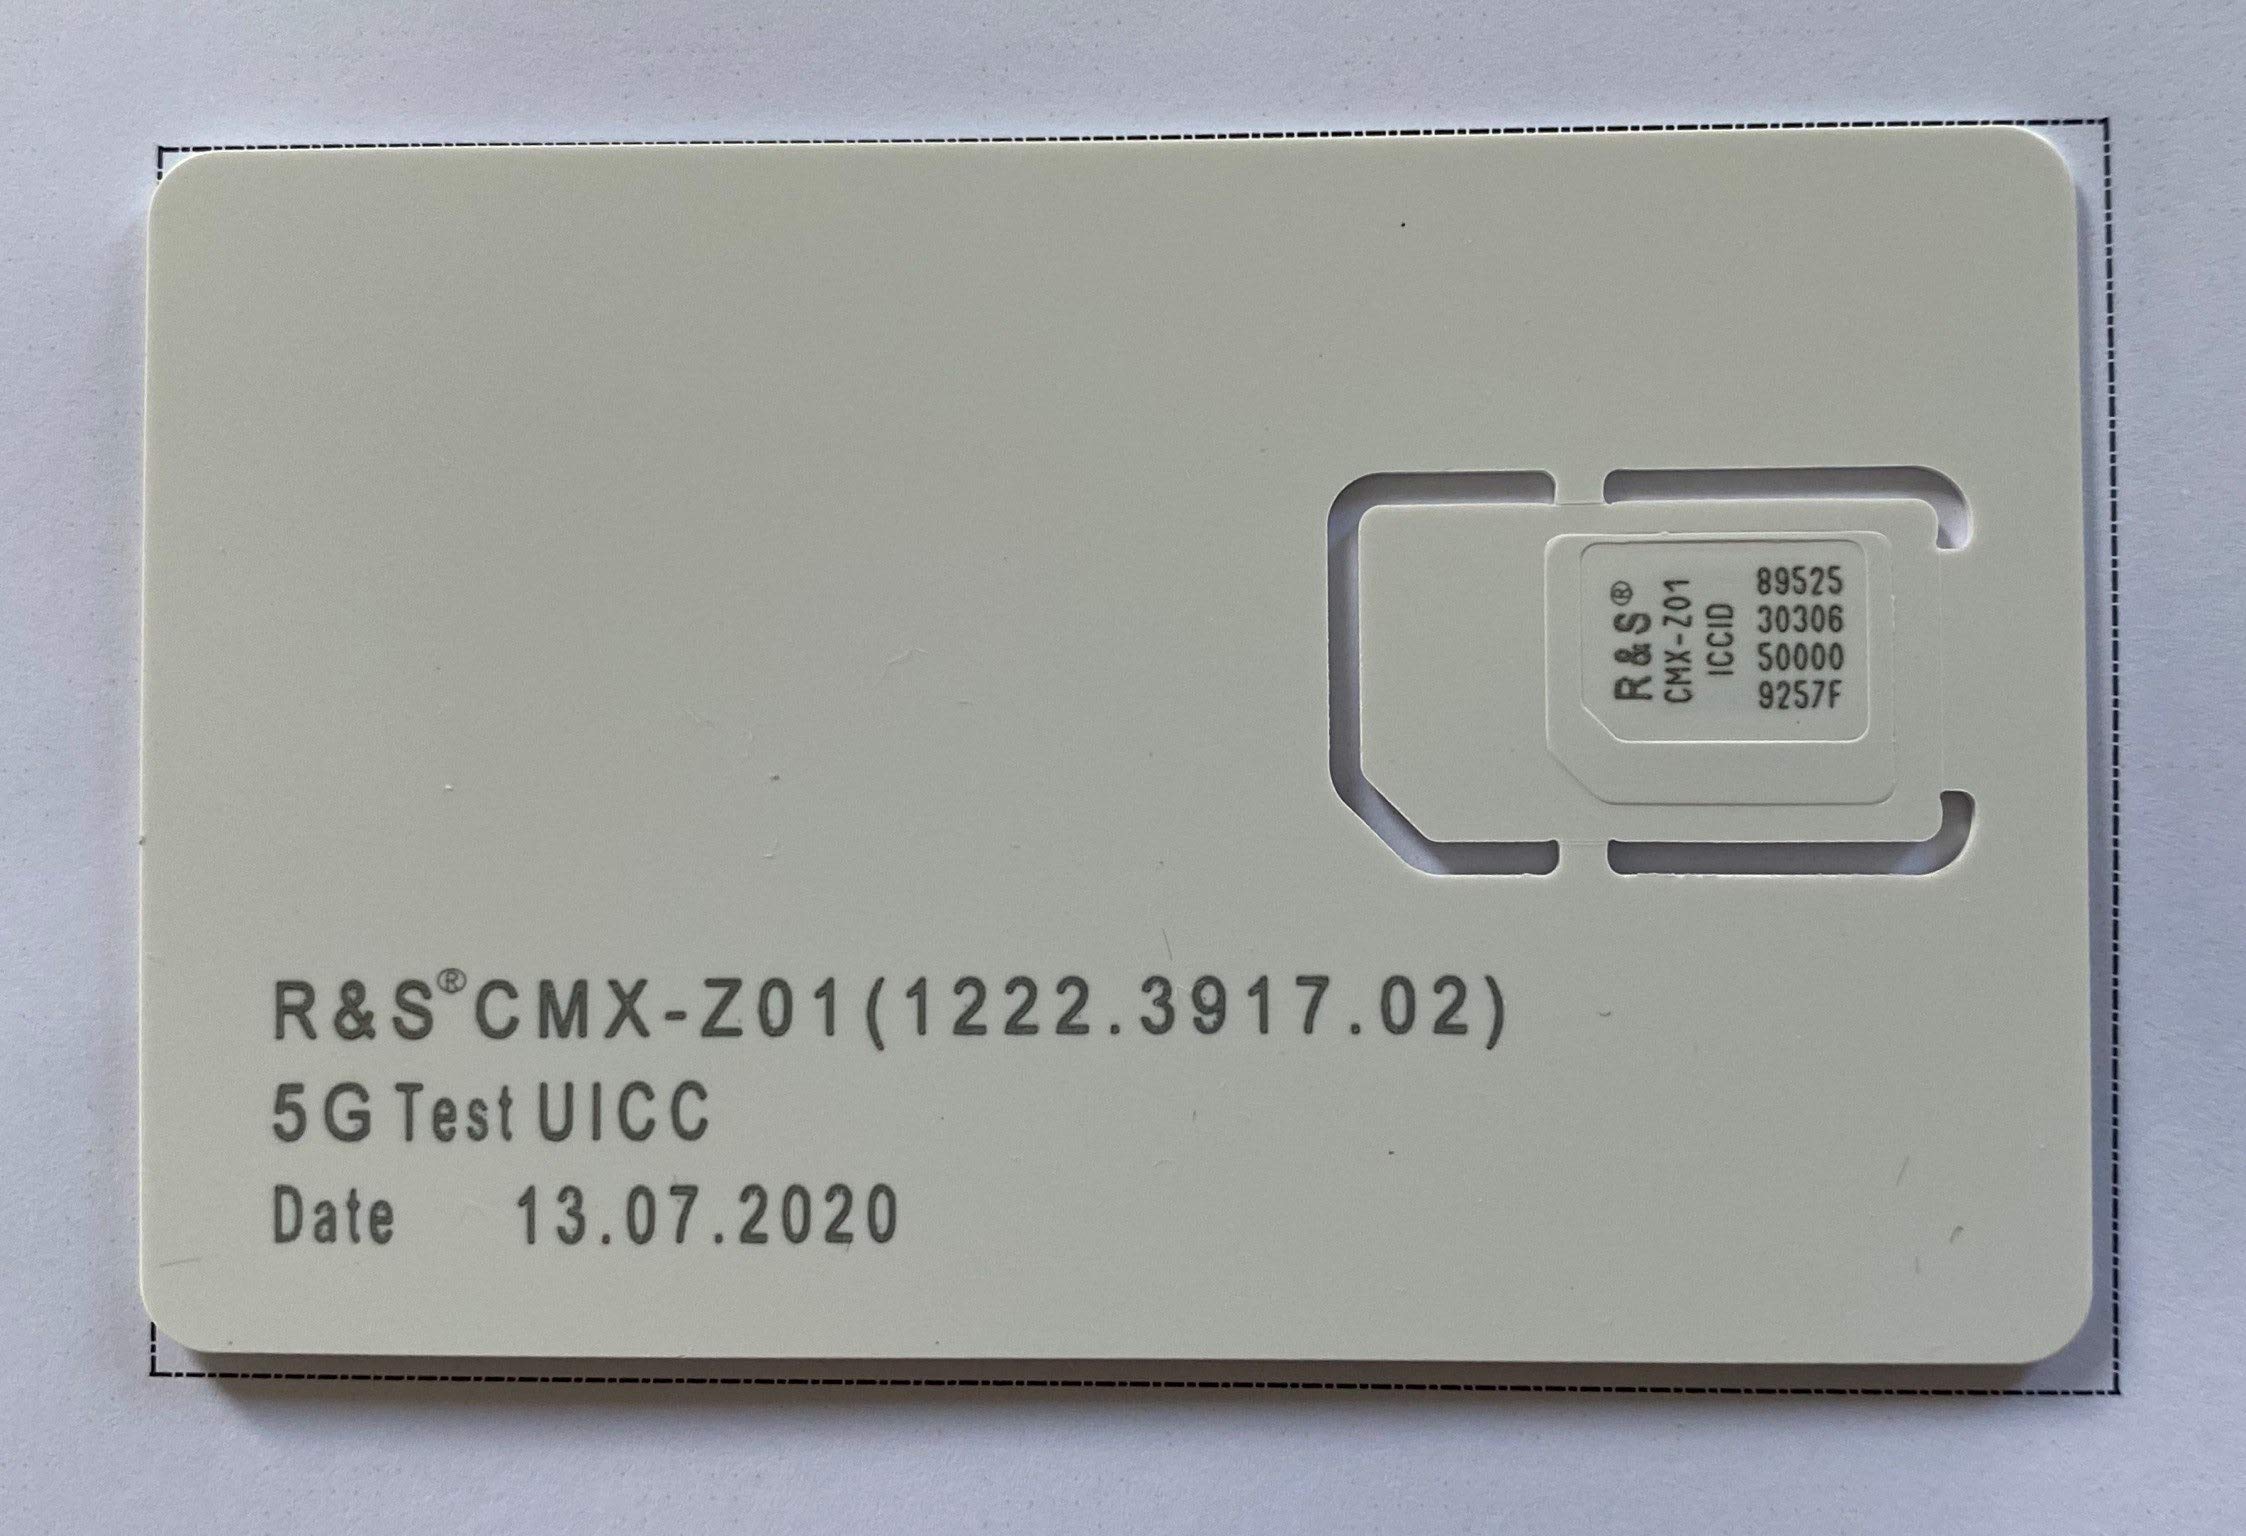 R&S®
CMX-Z01
ICCID
89525
30306
50000
9257F
R&S®CMX-Z01(1222.3917.02)
5G Test UICC
Date 13.07.2020